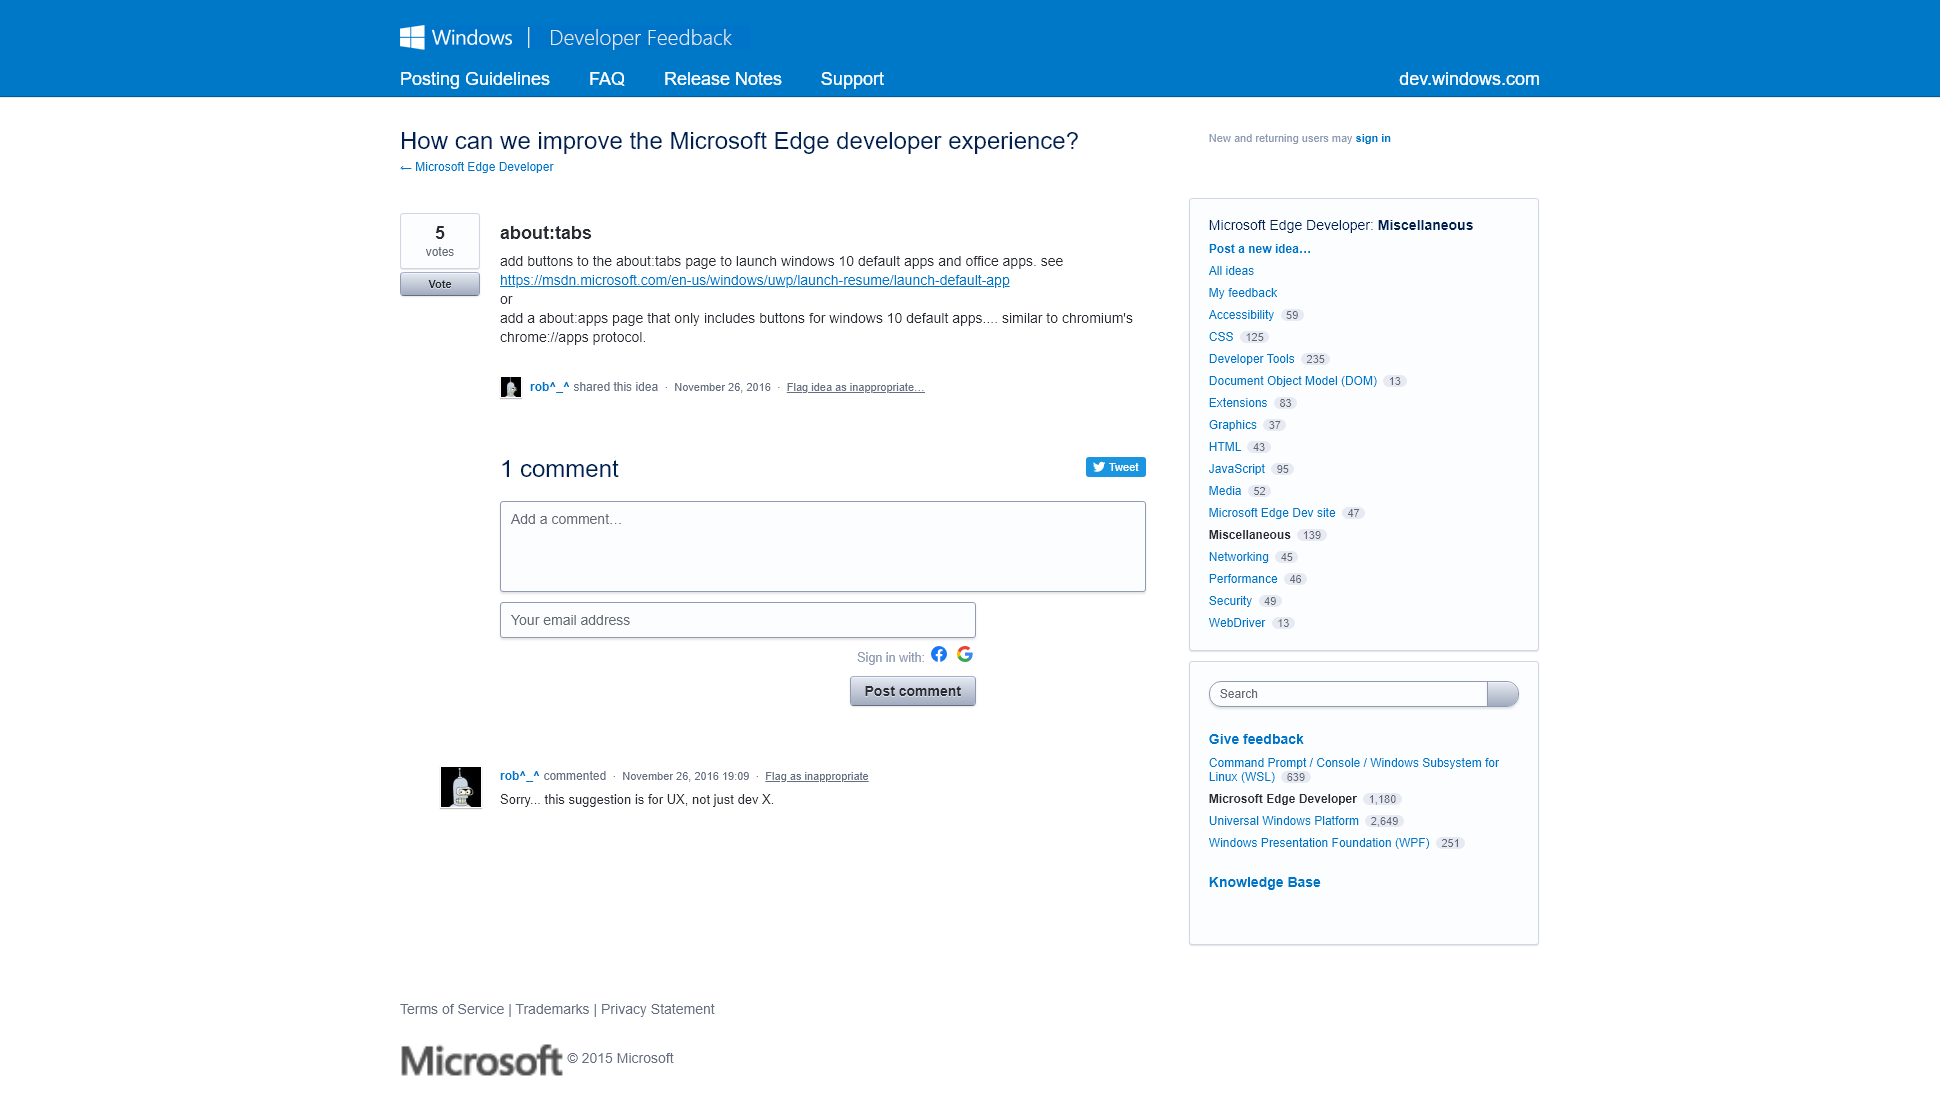 Windows | Developer Feedback
Posting Guidelines FAQ Release Notes Support dev.windows.com
How can we improve the Microsoft Edge developer experience?
← Microsoft Edge Developer
New and returning users may sign in
5
votes
Vote
about:tabs
add buttons to the about:tabs page to launch windows 10 default apps and office apps. see
https://msdn.microsoft.com/en-us/windows/uwp/launch-resume/launch-default-app
or
add a about:apps page that only includes buttons for windows 10 default apps.... similar to chromium's
chrome://apps protocol.
rob^_^ shared this idea · November 26, 2016 · Flag idea as inappropriate…
1 comment
Tweet
Add a comment…
Your email address
Sign in with:
Post comment
rob^_^ commented · November 26, 2016 19:09 · Flag as inappropriate
Sorry... this suggestion is for UX, not just dev X.
Microsoft Edge Developer: Miscellaneous
Post a new idea…
All ideas
My feedback
Accessibility 59
CSS 125
Developer Tools 235
Document Object Model (DOM) 13
Extensions 83
Graphics 37
HTML 43
JavaScript 95
Media 52
Microsoft Edge Dev site 47
Miscellaneous 139
Networking 45
Performance 46
Security 49
WebDriver 13
Search
Give feedback
Command Prompt / Console / Windows Subsystem for
Linux (WSL) 639
Microsoft Edge Developer 1,180
Universal Windows Platform 2,649
Windows Presentation Foundation (WPF) 251
Knowledge Base
Terms of Service | Trademarks | Privacy Statement
Microsoft © 2015 Microsoft